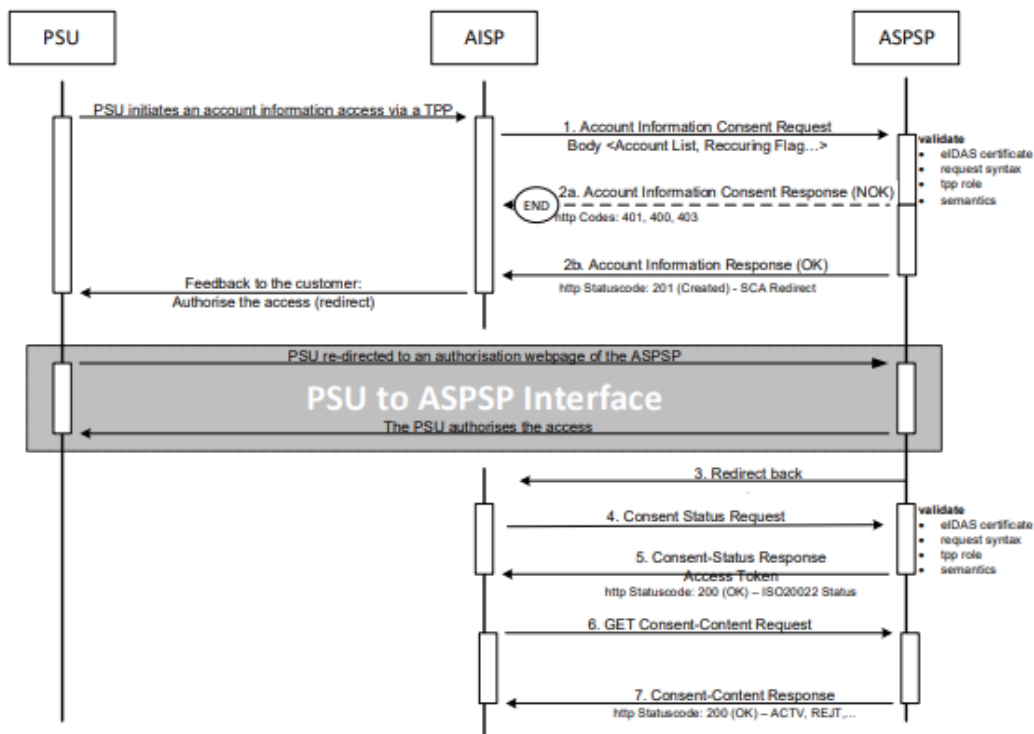 PSU
AISP
ASPSP
PSU initiates an account information access via a TPP
1. Account Information Consent Request
Body <Account List, Reccuring Flag...>
validate
• eIDAS certificate
• request syntax
• tpp role
• semantics
2a. Account Information Consent Response (NOK)
END
http Codes: 401, 400, 403
2b. Account Information Response (OK)
http Statuscode: 201 (Created) - SCA Redirect
Feedback to the customer:
Authorise the access (redirect)
PSU re-directed to an authorisation webpage of the ASPSP
PSU to ASPSP Interface
The PSU authorises the access
3. Redirect back
4. Consent Status Request
validate
• eIDAS certificate
• request syntax
• tpp role
• semantics
5. Consent-Status Response
Access Token
http Statuscode: 200 (OK) – ISO20022 Status
6. GET Consent-Content Request
7. Consent-Content Response
http Statuscode: 200 (OK) – ACTV, REJT,...